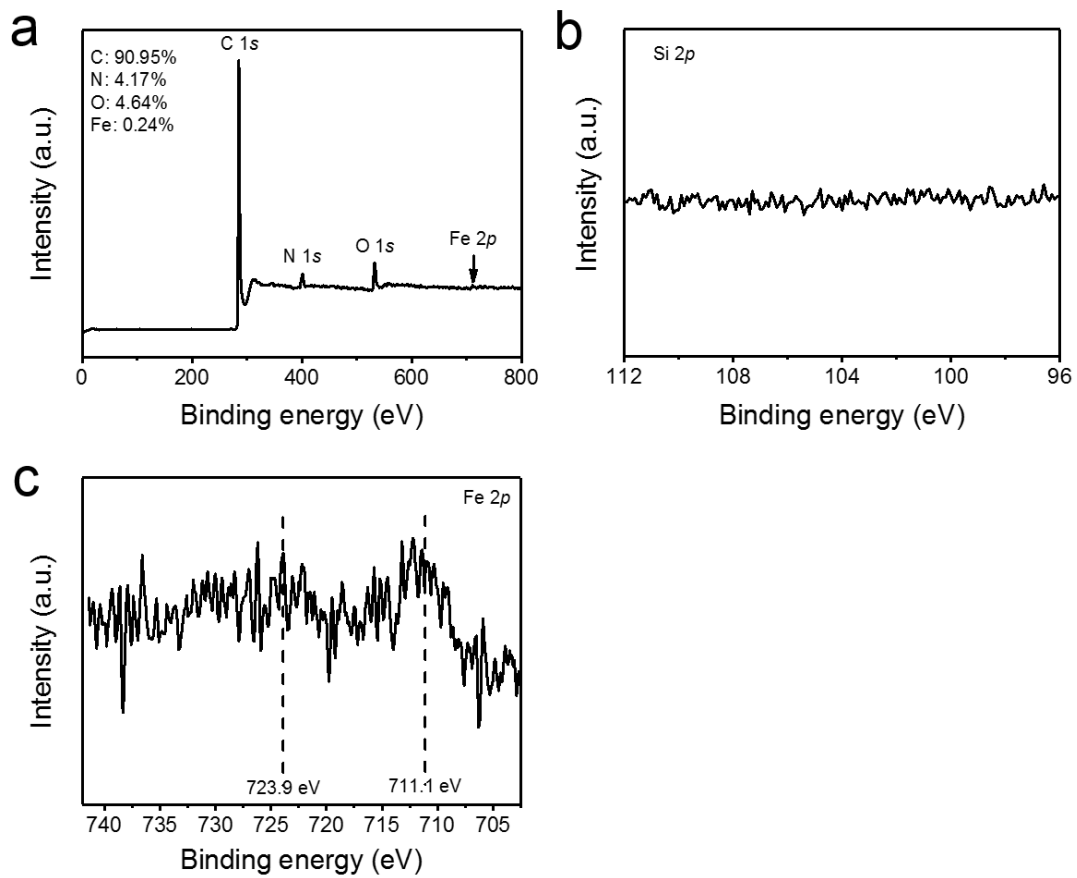 a
C: 90.95%
N: 4.17%
O: 4.64%
Fe: 0.24%
C 1s
N 1s
O 1s
Fe 2p
Intensity (a.u.)
0 200 400 600 800
Binding energy (eV)
b
Si 2p
Intensity (a.u.)
112 108 104 100 96
Binding energy (eV)
c
Fe 2p
Intensity (a.u.)
723.9 eV 711.1 eV
740 735 730 725 720 715 710 705
Binding energy (eV)